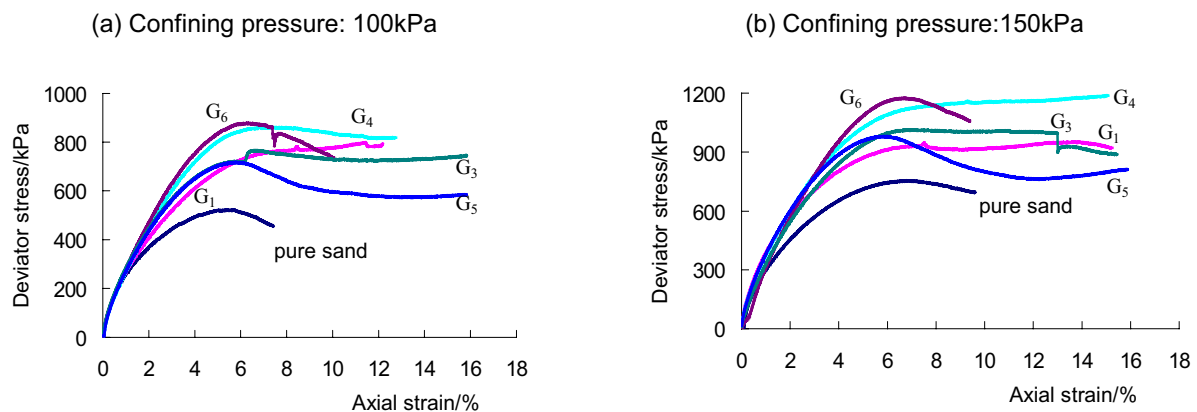 (a) Confining pressure: 100kPa
Deviator stress/kPa
1000
800
600
400
200
0
G₆
G₄
G₃
G₁
G₅
pure sand
0 2 4 6 8 10 12 14 16 18
Axial strain/%
(b) Confining pressure:150kPa
Deviator stress/kPa
1200
900
600
300
0
G₆
G₄
G₃
G₁
G₅
pure sand
0 2 4 6 8 10 12 14 16 18
Axial strain/%